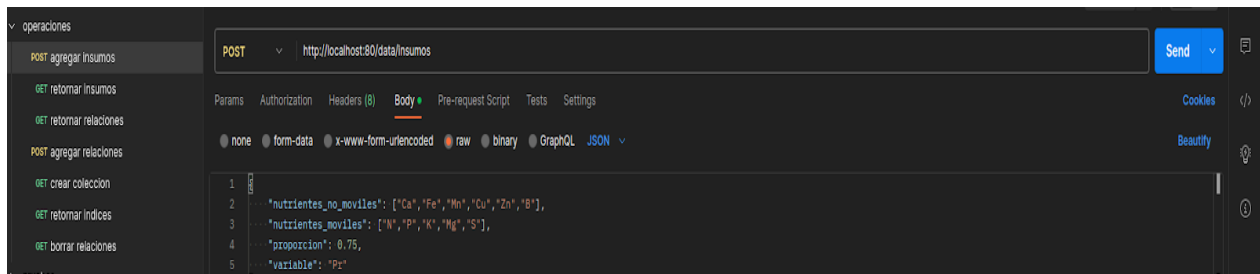 operaciones
POST agregar insumos
GET retornar insumos
GET retornar relaciones
POST agregar relaciones
GET crear coleccion
GET retornar indices
GET borrar relaciones
POST http://localhost:80/data/insumos Send
Params Authorization Headers (8) Body Pre-request Script Tests Settings Cookies
none form-data x-www-form-urlencoded raw binary GraphQL JSON Beautify
1 {
2 "nutrientes_no_moviles": ["Ca","Fe","Mn","Cu","Zn","B"],
3 "nutrientes_moviles": ["N","P","K","Mg","S"],
4 "proporcion": 0.75,
5 "variable": "Pr"